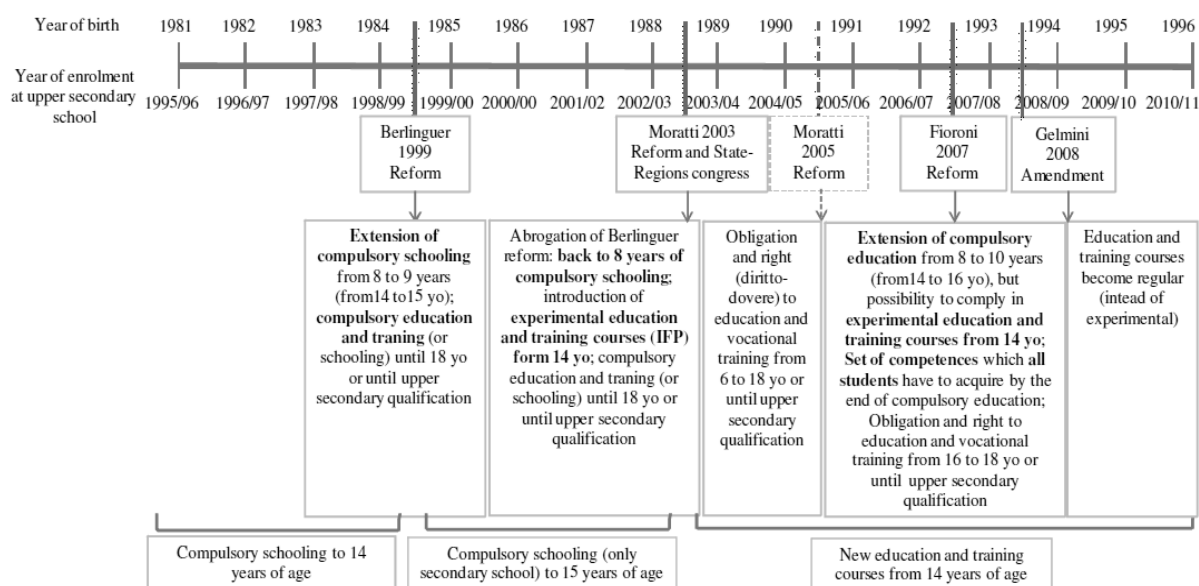 Year of birth 1981 1982 1983 1984 1985 1986 1987 1988 1989 1990 1991 1992 1993 1994 1995 1996
Year of enrolment
at upper secondary
school
1995/96 1996/97 1997/98 1998/99 1999/00 2000/00 2001/02 2002/03 2003/04 2004/05 2005/06 2006/07 2007/08 2008/09 2009/10 2010/11
Berlinguer
1999
Reform
Moratti 2003
Reform and State-
Regions congress
Moratti
2005
Reform
Fioroni
2007
Reform
Gelmini
2008
Amendment
Extension of
compulsory schooling
from 8 to 9 years
(from14 to15 yo);
compulsory education
and traning (or
schooling) until 18 yo
or until upper
secondary qualification
Abrogation of Berlinguer
reform: back to 8 years of
compulsory schooling;
introduction of
experimental education
and training courses (IFP)
form 14 yo; compulsory
education and traning (or
schooling) until 18 yo or
until upper secondary
qualification
Obligation
and right
(diritto-
dovere) to
education and
vocational
training from
6 to 18 yo or
until upper
secondary
qualification
Extension of compulsory
education from 8 to 10 years
(from14 to 16 yo), but
possibility to comply in
experimental education and
training courses from 14 yo;
Set of competences which all
students have to acquire by the
end of compulsory education;
Obligation and right to
education and vocational
training from 16 to 18 yo or
until upper secondary
qualification
Education and
training courses
become regular
(intead of
experimental)
Compulsory schooling to 14
years of age
Compulsory schooling (only
secondary school) to 15 years of age
New education and training
courses from 14 years of age